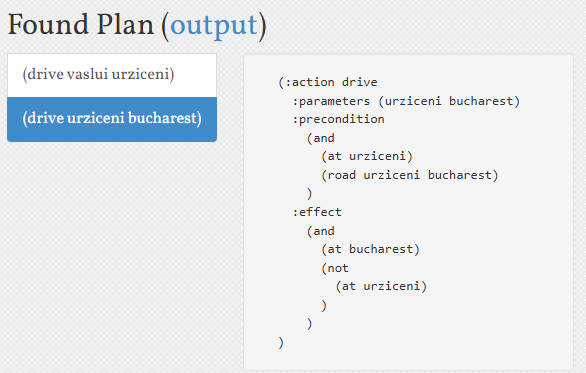 Found Plan (output)
(drive vaslui urziceni)
(drive urziceni bucharest)
(:action drive
  :parameters (urziceni bucharest)
  :precondition
    (and
      (at urziceni)
      (road urziceni bucharest)
    )
  :effect
    (and
      (at bucharest)
      (not
        (at urziceni)
      )
    )
)